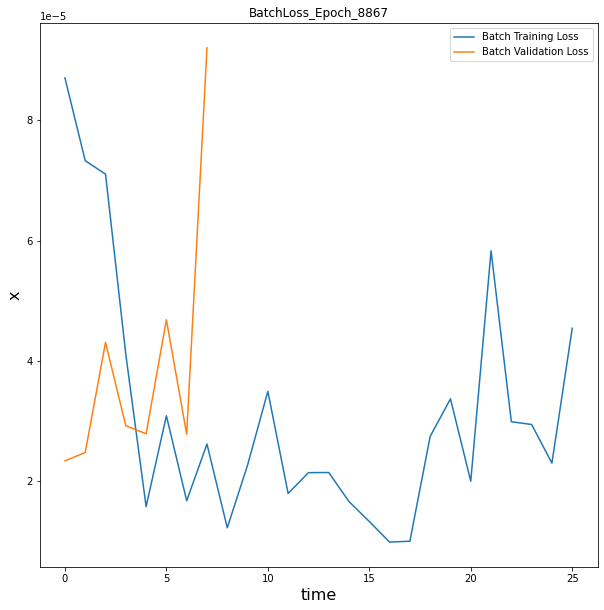 BatchLoss_Epoch_8867
1e−5
Batch Training Loss
Batch Validation Loss
8
6
4
2
x
0 5 10 15 20 25
time